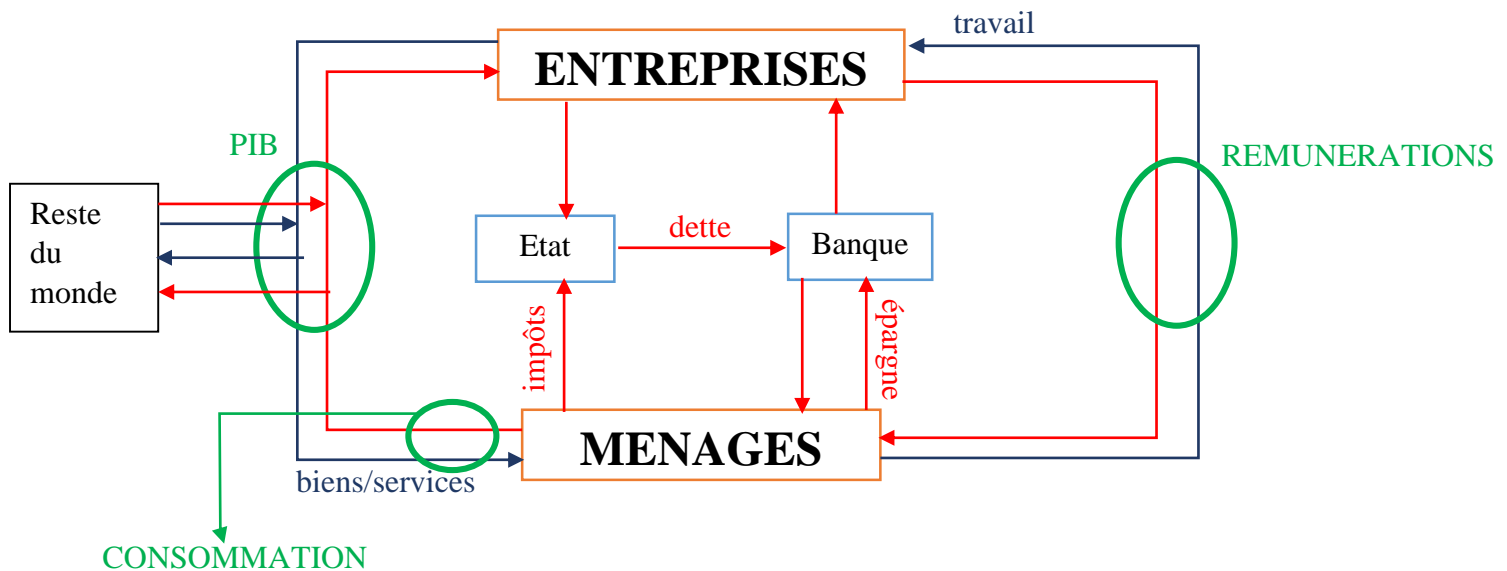 travail
ENTREPRISES
PIB
REMUNERATIONS
Reste
du
monde
Etat
dette
Banque
impôts
épargne
MENAGES
biens/services
CONSOMMATION